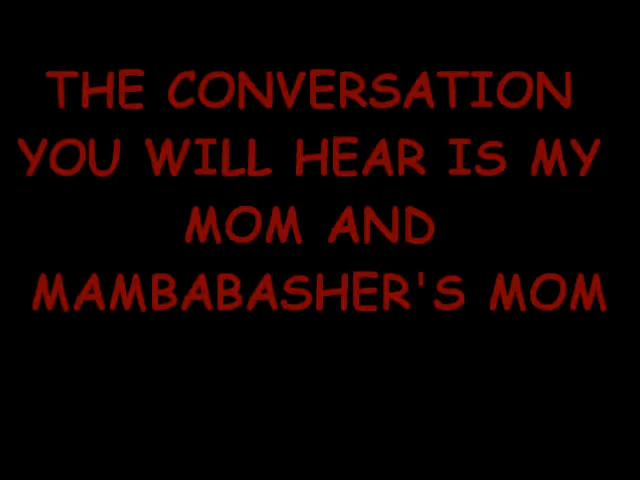 THE CONVERSATION
YOU WILL HEAR IS MY
MOM AND
MAMBABASHER'S MOM